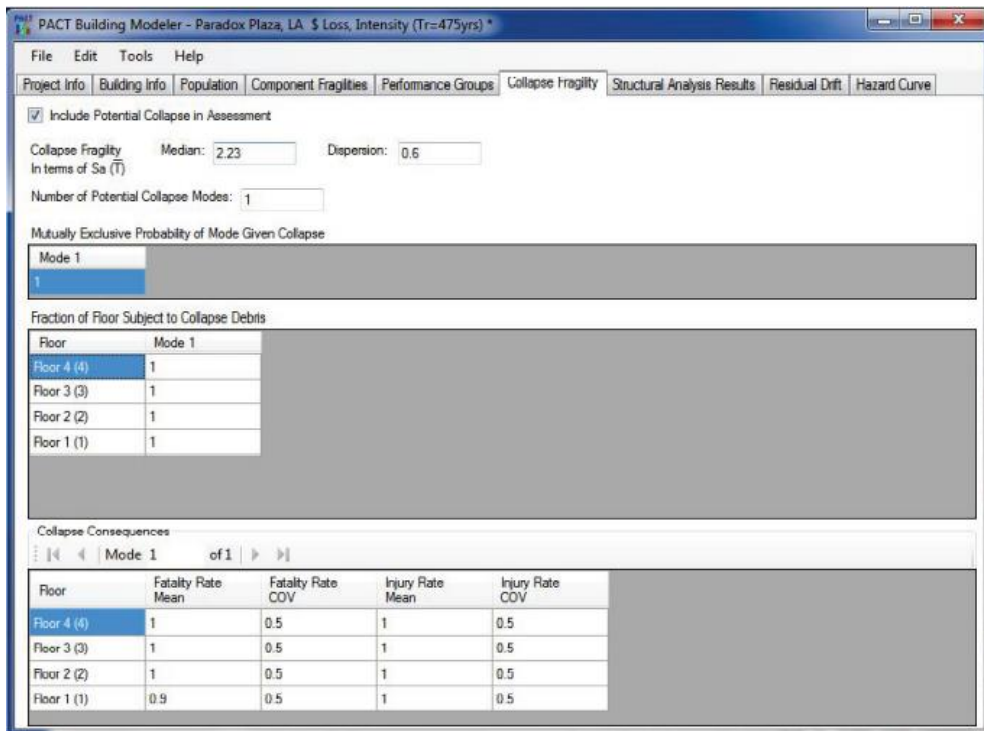 PACT Building Modeler - Paradox Plaza, LA $ Loss, Intensity (Tr=475yrs) *
File Edit Tools Help
Project Info Building Info Population Component Fragilities Performance Groups Collapse Fragility Structural Analysis Results Residual Drift Hazard Curve
Include Potential Collapse in Assessment
Collapse Fragility Median: 2.23 Dispersion: 0.6
In terms of Sa (T̅)
Number of Potential Collapse Modes: 1
Mutually Exclusive Probability of Mode Given Collapse
Mode 1
1
Fraction of Floor Subject to Collapse Debris
Floor Mode 1
Floor 4 (4) 1
Floor 3 (3) 1
Floor 2 (2) 1
Floor 1 (1) 1
Collapse Consequences
Mode 1 of 1
Floor Fatality Rate Mean Fatality Rate COV Injury Rate Mean Injury Rate COV
Floor 4 (4) 1 0.5 1 0.5
Floor 3 (3) 1 0.5 1 0.5
Floor 2 (2) 1 0.5 1 0.5
Floor 1 (1) 0.9 0.5 1 0.5